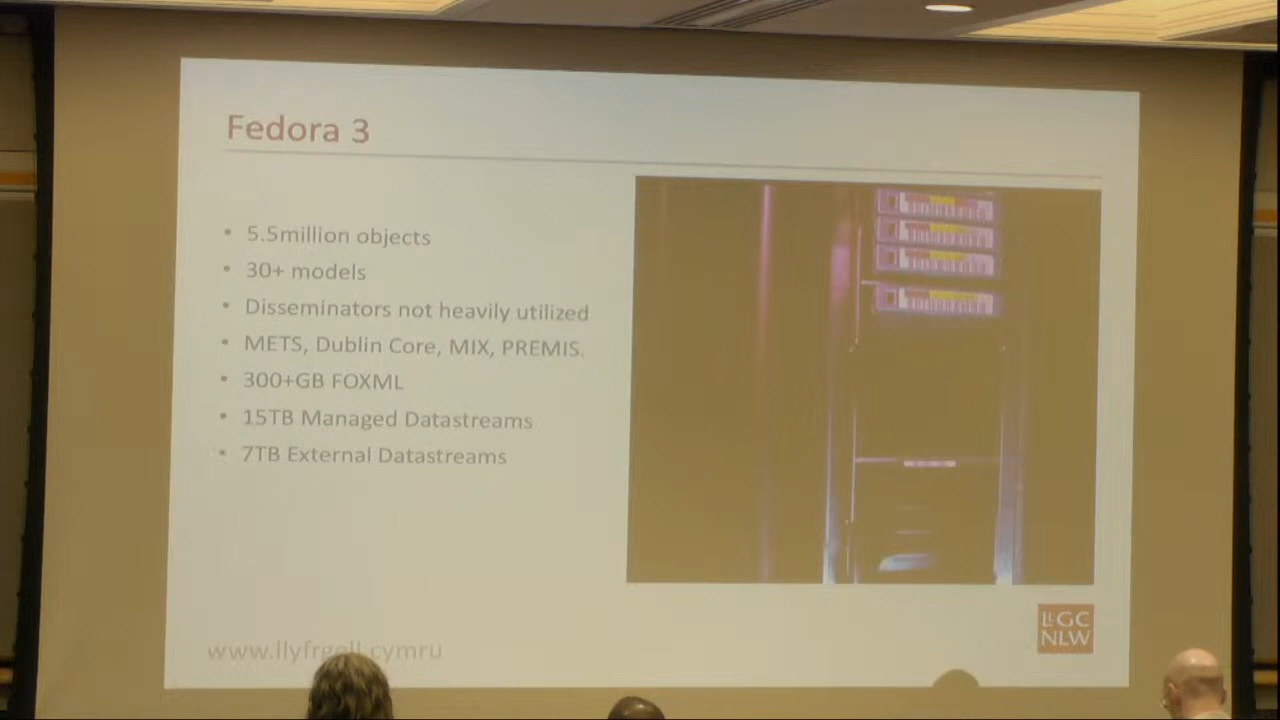 Fedora 3
• 5.5million objects
• 30+ models
• Disseminators not heavily utilized
• METS, Dublin Core, MIX, PREMIS.
• 300+GB FOXML
• 15TB Managed Datastreams
• 7TB External Datastreams
www.llyfrgell.cymru
LLGC
NLW